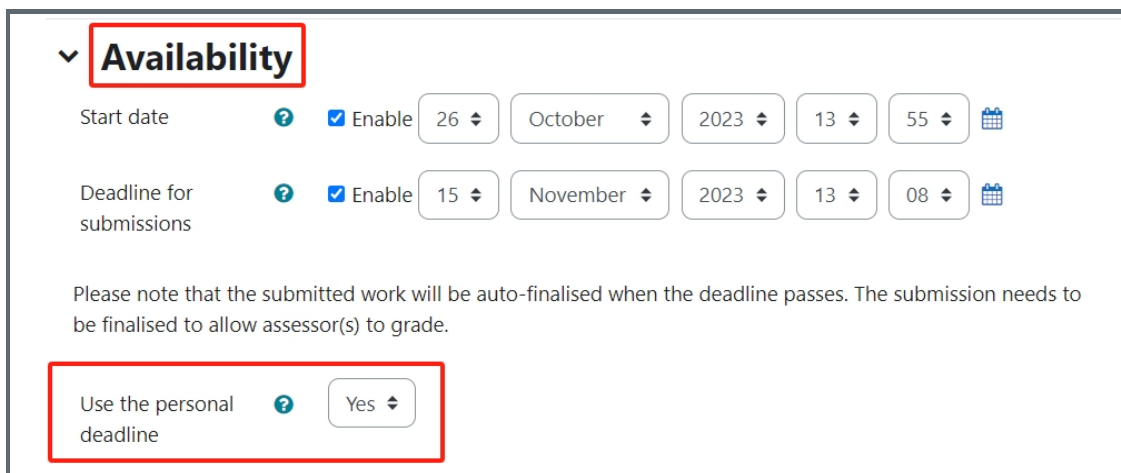 Availability
Start date Enable 26 October 2023 13 55
Deadline for submissions Enable 15 November 2023 13 08
Please note that the submitted work will be auto-finalised when the deadline passes. The submission needs to
be finalised to allow assessor(s) to grade.
Use the personal deadline Yes